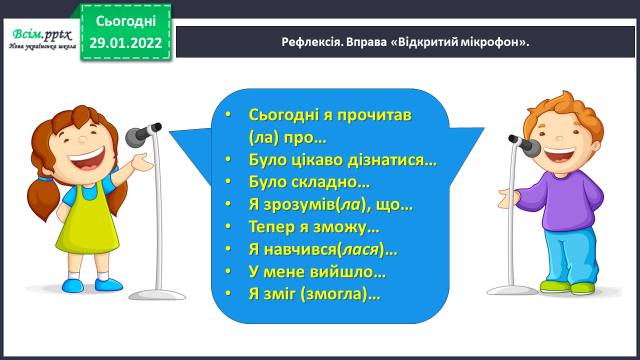 Всім.pptx
Нова українська школа
Сьогодні
29.01.2022
Рефлексія. Вправа «Відкритий мікрофон».
• Сьогодні я прочитав
(ла) про…
• Було цікаво дізнатися…
• Було складно…
• Я зрозумів(ла), що…
• Тепер я зможу…
• Я навчився(лася)…
• У мене вийшло…
• Я зміг (змогла)…